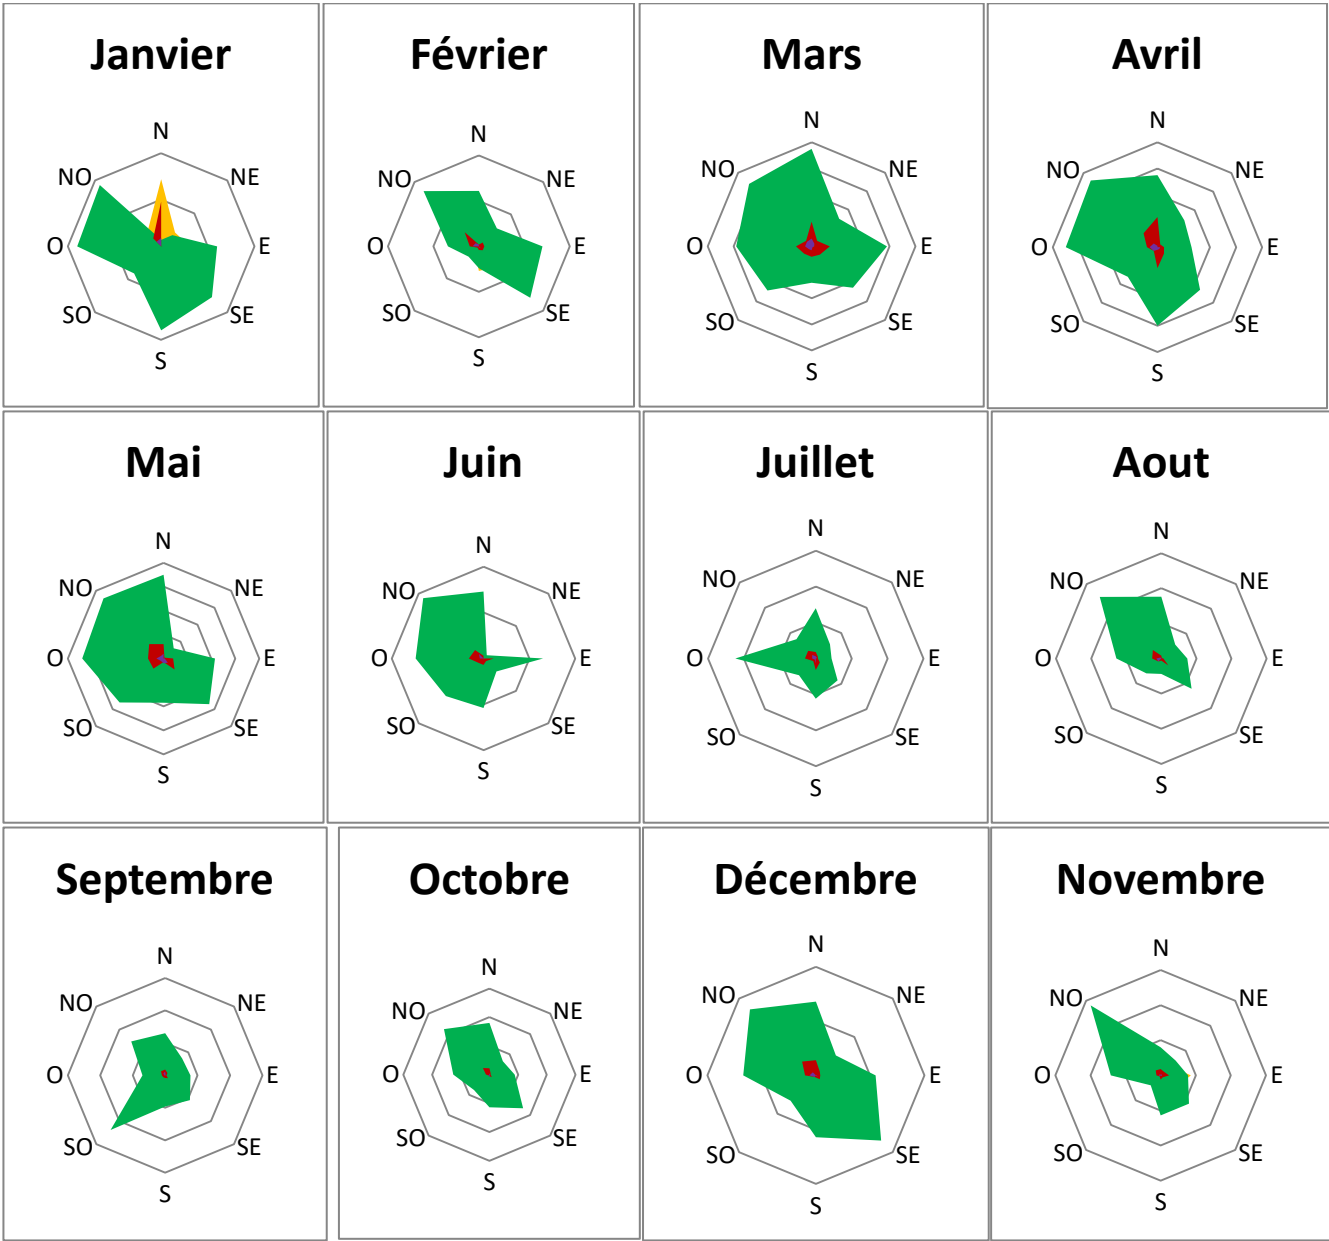 Janvier
N
NO
NE
O
E
SO
SE
S
Février
N
NO
NE
O
E
SO
SE
S
Mars
N
NO
NE
O
E
SO
SE
S
Avril
N
NO
NE
O
E
SO
SE
S
Mai
N
NO
NE
O
E
SO
SE
S
Juin
N
NO
NE
O
E
SO
SE
S
Juillet
N
NO
NE
O
E
SO
SE
S
Aout
N
NO
NE
O
E
SO
SE
S
Septembre
N
NO
NE
O
E
SO
SE
S
Octobre
N
NO
NE
O
E
SO
SE
S
Décembre
N
NO
NE
O
E
SO
SE
S
Novembre
N
NO
NE
O
E
SO
SE
S